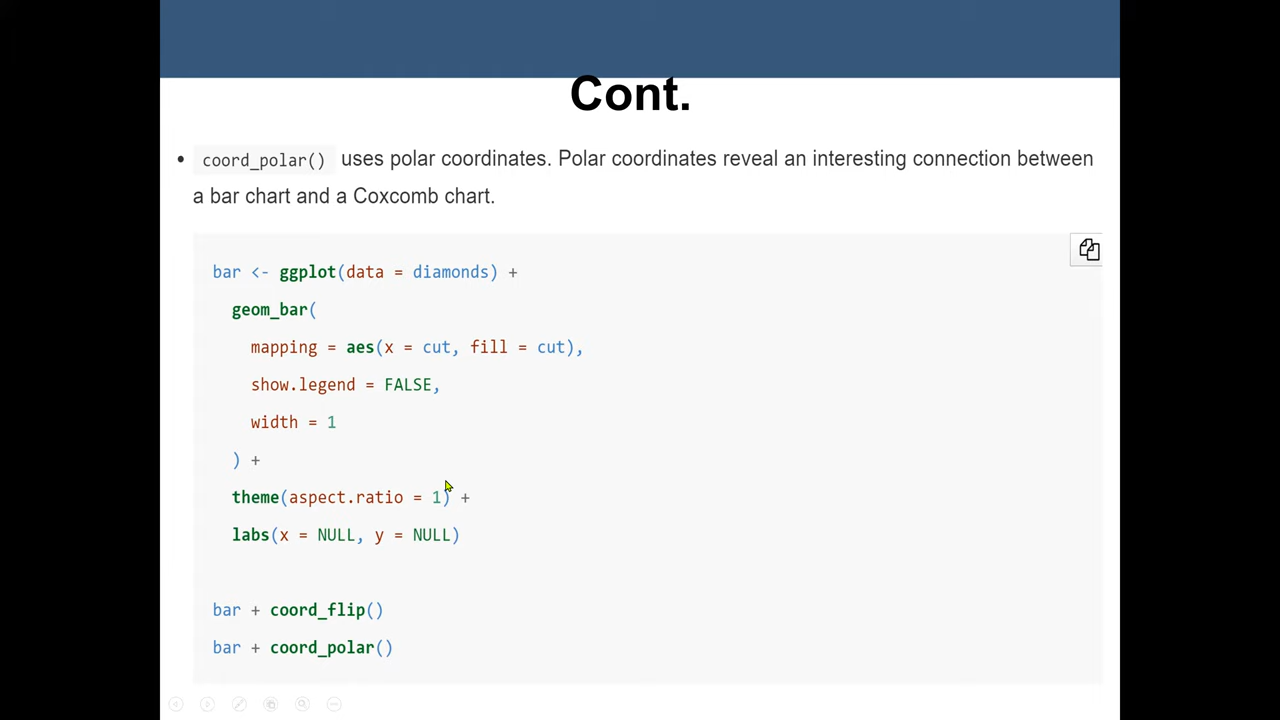 Cont.
• coord_polar() uses polar coordinates. Polar coordinates reveal an interesting connection between
a bar chart and a Coxcomb chart.
bar <- ggplot(data = diamonds) +
  geom_bar(
    mapping = aes(x = cut, fill = cut),
    show.legend = FALSE,
    width = 1
  ) +
  theme(aspect.ratio = 1) +
  labs(x = NULL, y = NULL)

bar + coord_flip()
bar + coord_polar()